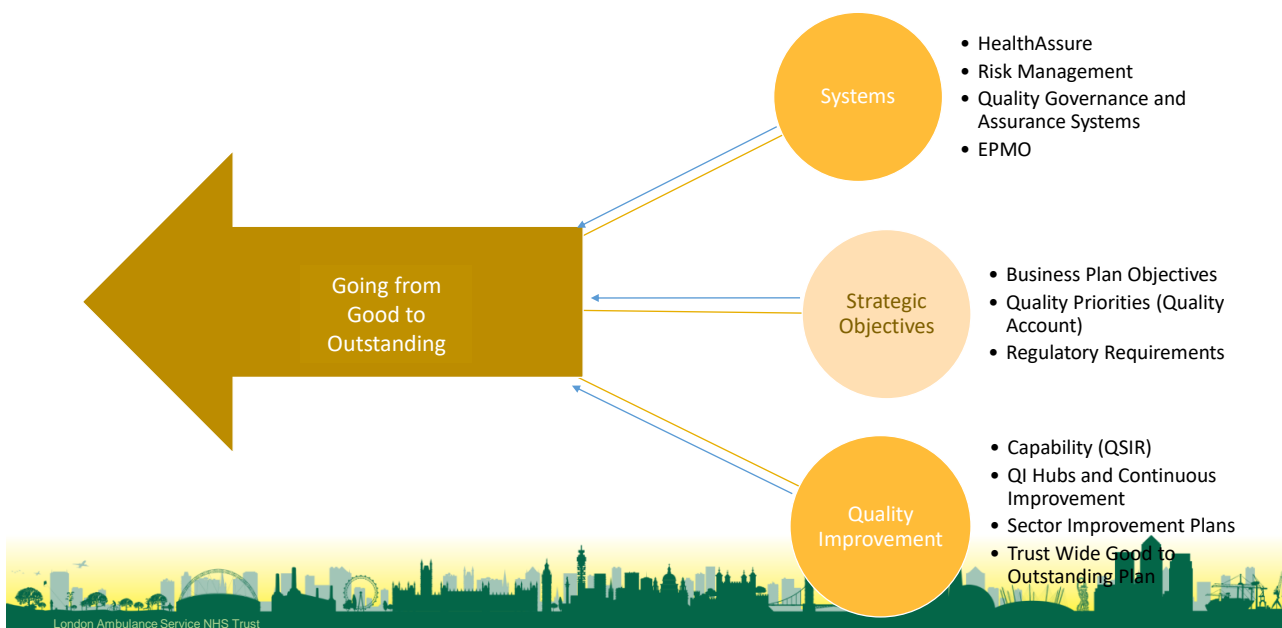 Systems
• HealthAssure
• Risk Management
• Quality Governance and
Assurance Systems
• EPMO
Going from
Good to
Outstanding
Strategic
Objectives
• Business Plan Objectives
• Quality Priorities (Quality
Account)
• Regulatory Requirements
Quality
Improvement
• Capability (QSIR)
• QI Hubs and Continuous
Improvement
• Sector Improvement Plans
• Trust Wide Good to
Outstanding Plan
London Ambulance Service NHS Trust